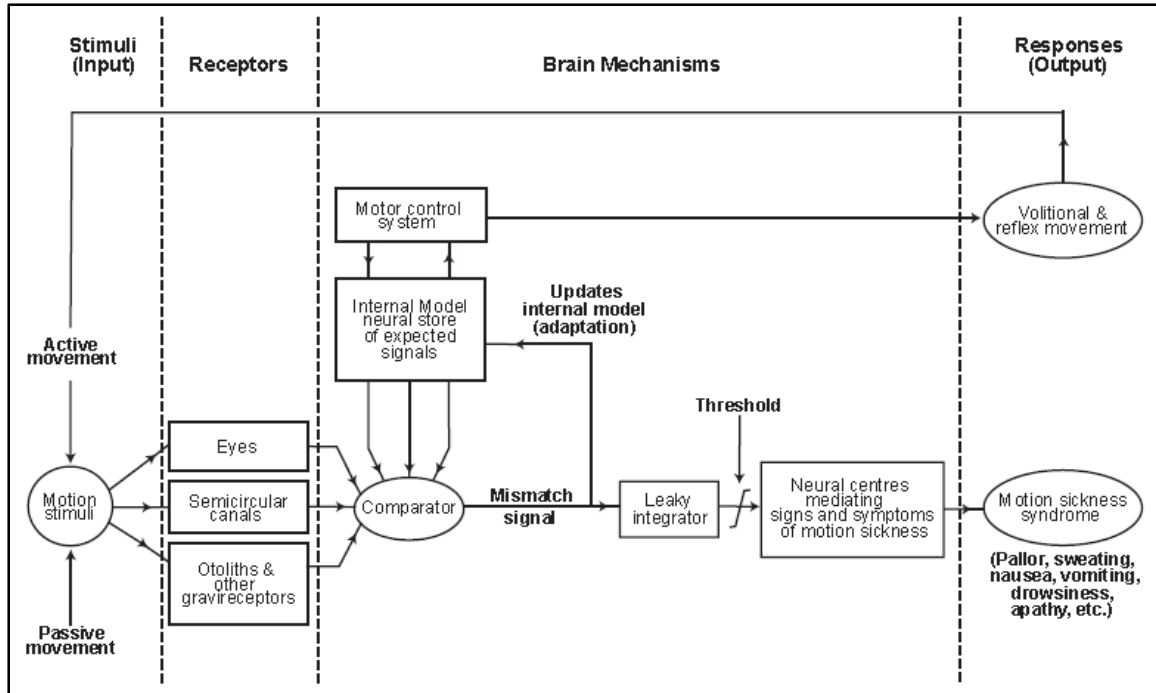 Stimuli
(Input)
Receptors
Brain Mechanisms
Responses
(Output)
Motor control
system
Volitional &
reflex movement
Internal Model
neural store
of expected
signals
Updates
internal model
(adaptation)
Active
movement
Threshold
Eyes
Motion
stimuli
Semicircular
canals
Comparator
Mismatch
signal
Leaky
integrator
Neural centres
mediating
signs and symptoms
of motion sickness
Motion sickness
syndrome
Otoliths &
other
gravireceptors
(Pallor, sweating,
nausea, vomiting,
drowsiness,
apathy, etc.)
Passive
movement